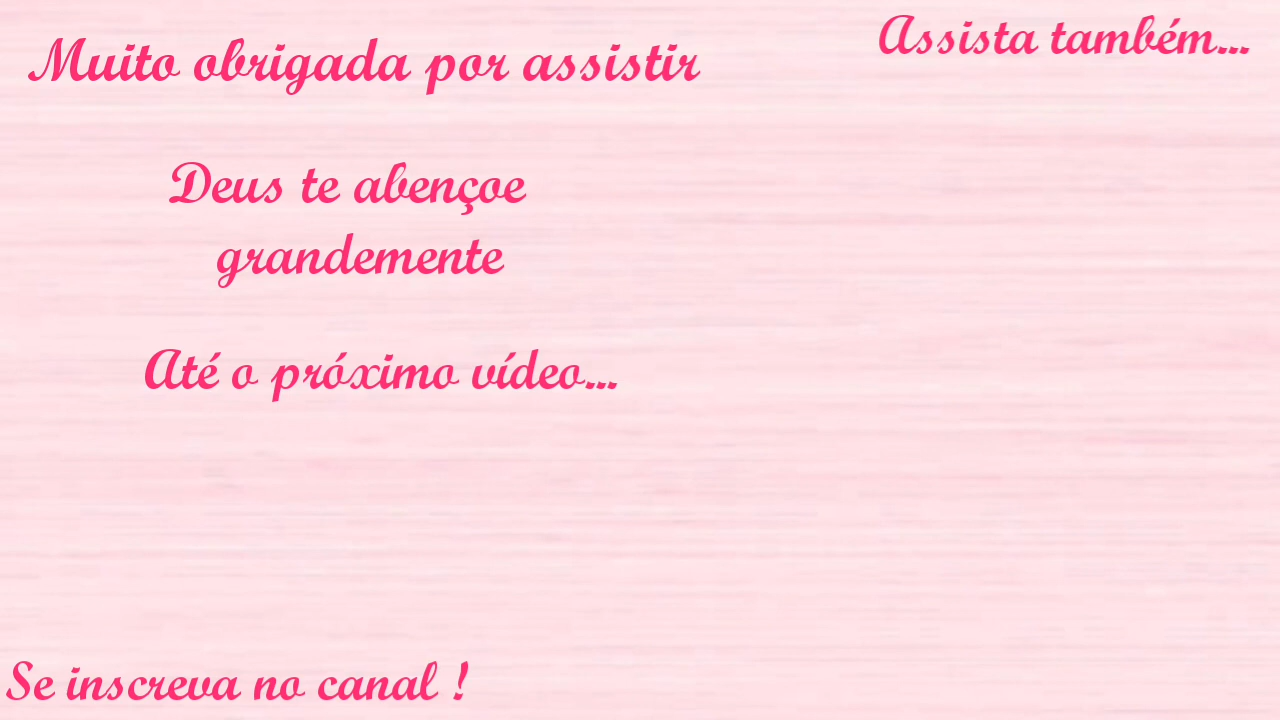 Muito obrigada por assistir
Assista também...
Deus te abençoe
grandemente
Até o próximo vídeo...
Se inscreva no canal !